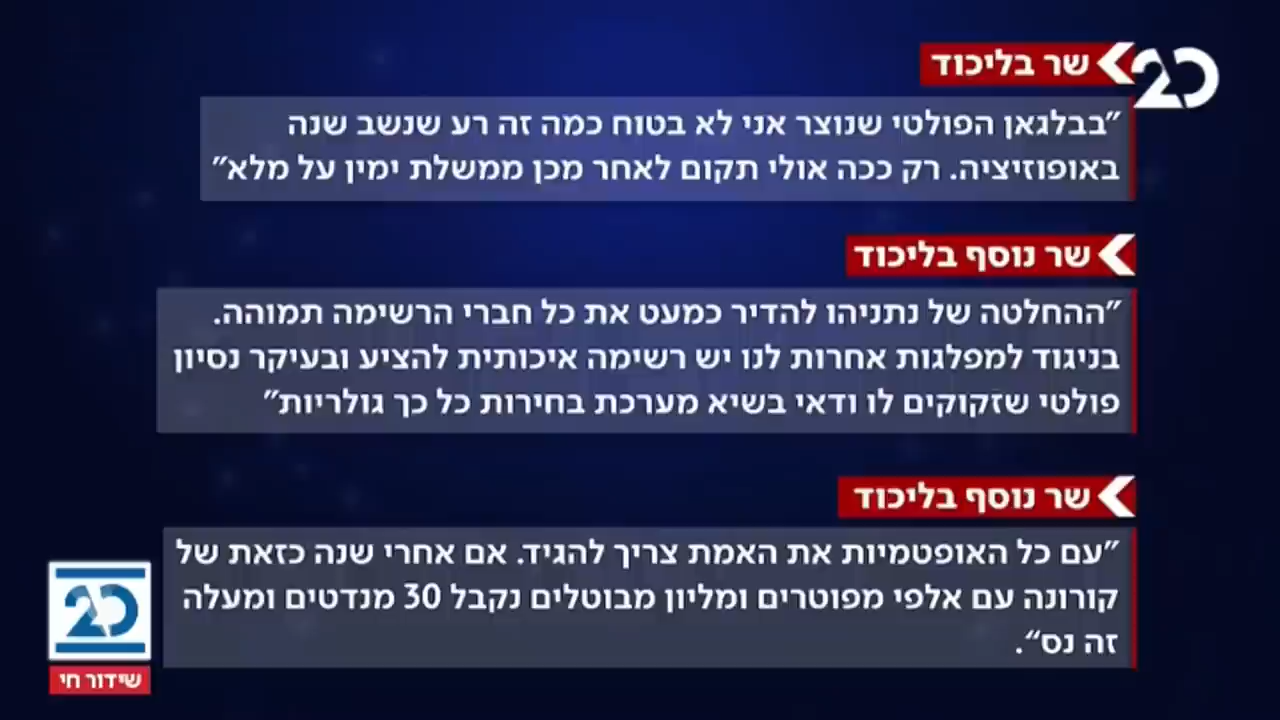 שר בליכוד
20
"בבלגאן הפולטי שנוצר אני לא בטוח כמה זה רע שנשב שנה
באופוזיציה. רק ככה אולי תקום לאחר מכן ממשלת ימין על מלא"
שר נוסף בליכוד
"ההחלטה של נתניהו להדיר כמעט את כל חברי הרשימה תמוהה.
בניגוד למפלגות אחרות לנו יש רשימה איכותית להציע ובעיקר נסיון
פולטי שזקוקים לו ודאי בשיא מערכת בחירות כל כך גולריות"
שר נוסף בליכוד
"עם כל האופטמיות את האמת צריך להגיד. אם אחרי שנה כזאת של
קורונה עם אלפי מפוטרים ומליון מבוטלים נקבל 30 מנדטים ומעלה
זה נס".
20
שידור חי